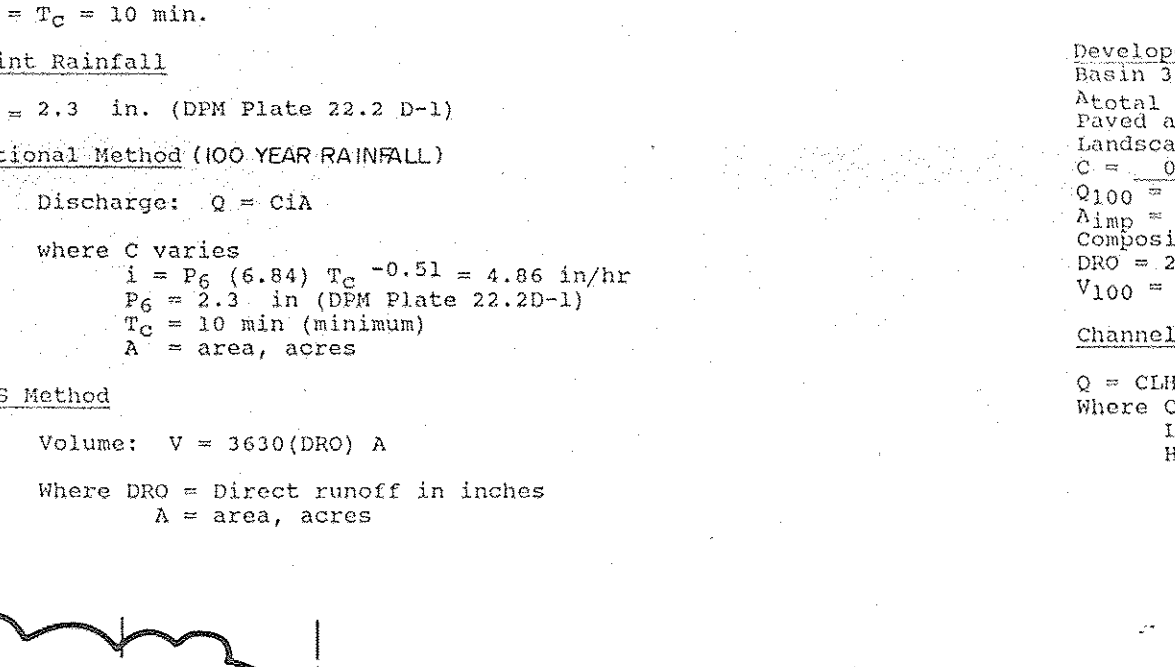 = Tc = 10 min.
int Rainfall
= 2.3 in. (DPM Plate 22.2 D-1)
tional Method (100 YEAR RAINFALL)
Discharge: Q = CiA
where C varies
i = P6 (6.84) Tc -0.51 = 4.86 in/hr
P6 = 2.3 in (DPM Plate 22.2D-1)
Tc = 10 min (minimum)
A = area, acres
S Method
Volume: V = 3630(DRO) A
Where DRO = Direct runoff in inches
A = area, acres
Develop
Basin 3
Atotal
Paved a
Landsca
C = 0
Q100 =
Aimp =
Composi
DRO = 2
V100 =
Channel
Q = CLH
Where C
L
H